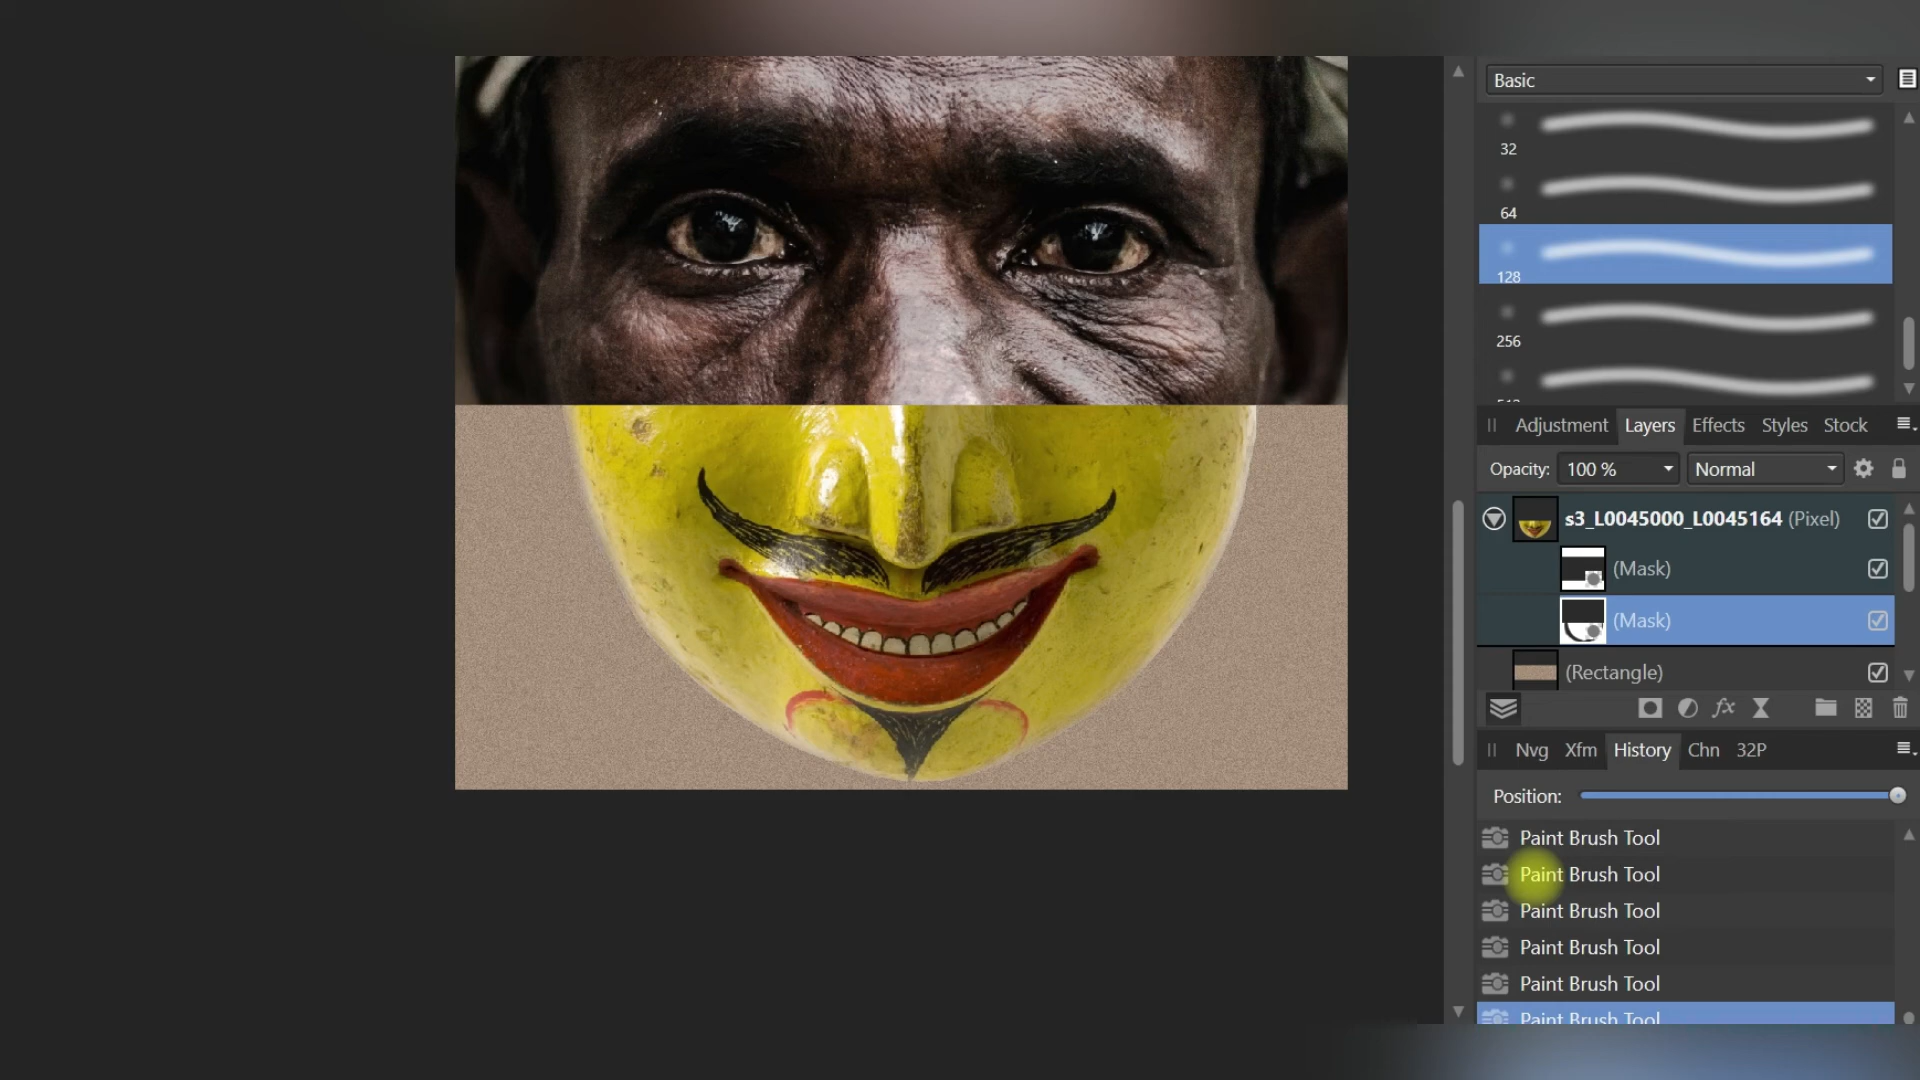 Basic
32
64
128
256
Adjustment Layers Effects Styles Stock
Opacity: 100 % Normal
s3_L0045000_L0045164 (Pixel)
(Mask)
(Mask)
(Rectangle)
fx
Nvg Xfm History Chn 32P
Position:
Paint Brush Tool
Paint Brush Tool
Paint Brush Tool
Paint Brush Tool
Paint Brush Tool
Paint Brush Tool